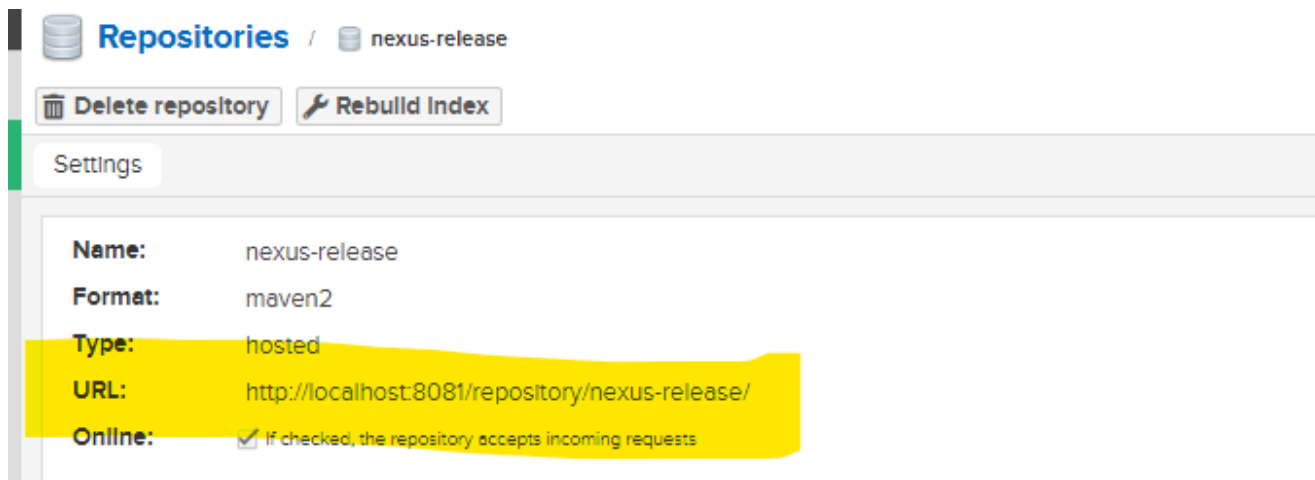 Repositories / nexus-release
Delete repository Rebuild Index
Settings
Name: nexus-release
Format: maven2
Type: hosted
URL: http://localhost:8081/repository/nexus-release/
Online: If checked, the repository accepts incoming requests